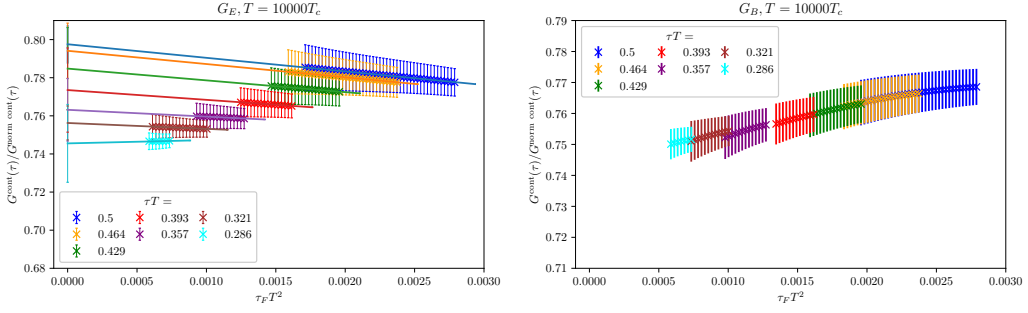 G_E, T = 10000T_c
G^cont(τ)/G^norm cont(τ)
0.80
0.78
0.76
0.74
0.72
0.70
0.68
τT =
0.5 0.393 0.321
0.464 0.357 0.286
0.429
0.0000 0.0005 0.0010 0.0015 0.0020 0.0025 0.0030
τ_F T^2
G_B, T = 10000T_c
G^cont(τ)/G^norm cont(τ)
0.79
0.78
0.77
0.76
0.75
0.74
0.73
0.72
0.71
τT =
0.5 0.393 0.321
0.464 0.357 0.286
0.429
0.0000 0.0005 0.0010 0.0015 0.0020 0.0025 0.0030
τ_F T^2